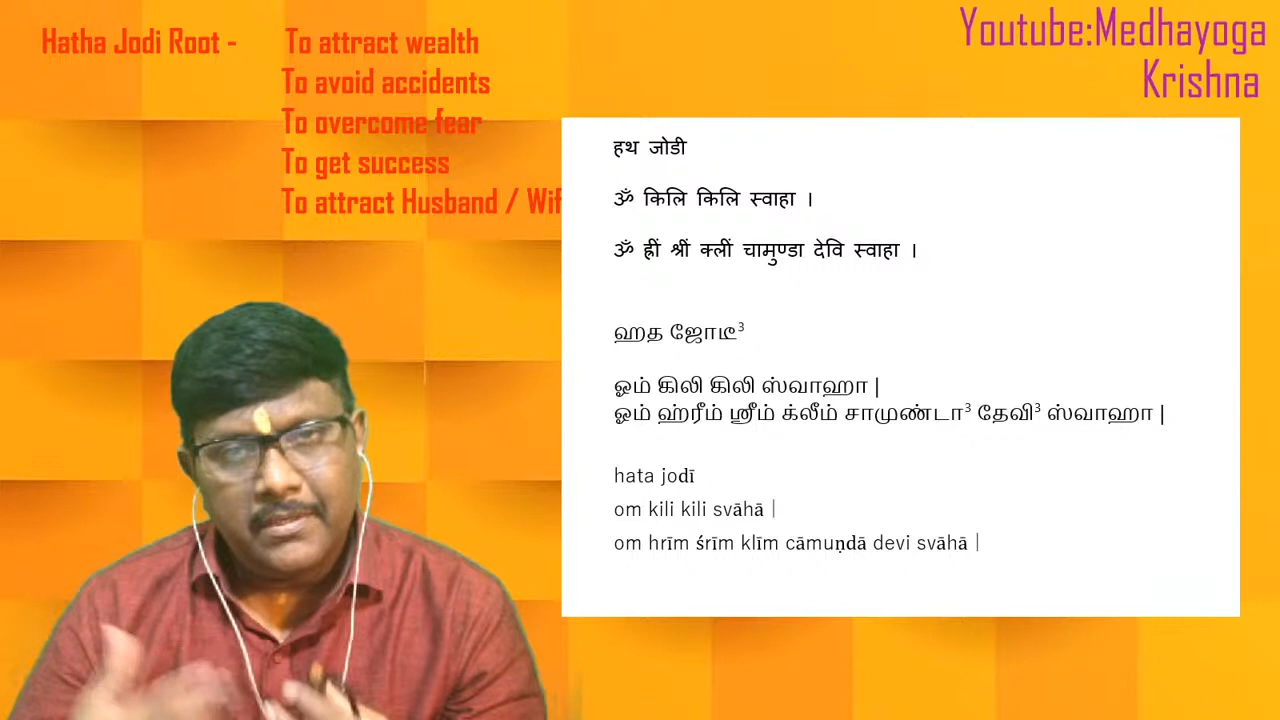 Hatha Jodi Root - To attract wealth
To avoid accidents
To overcome fear
To get success
To attract Husband / Wif
Youtube:Medhayoga
Krishna
हथ जोडी
ॐ किलि किलि स्वाहा ।
ॐ ह्रीं श्रीं क्लीं चामुण्डा देवि स्वाहा ।
ஹத ஜோடீ³
ஓம் கிலி கிலி ஸ்வாஹா |
ஓம் ஹ்ரீம் ஶ்ரீம் க்லீம் சாமுண்டா³ தேவி³ ஸ்வாஹா |
hata jodī
om kili kili svāhā |
om hrīm śrīm klīm cāmuṇdā devi svāhā |